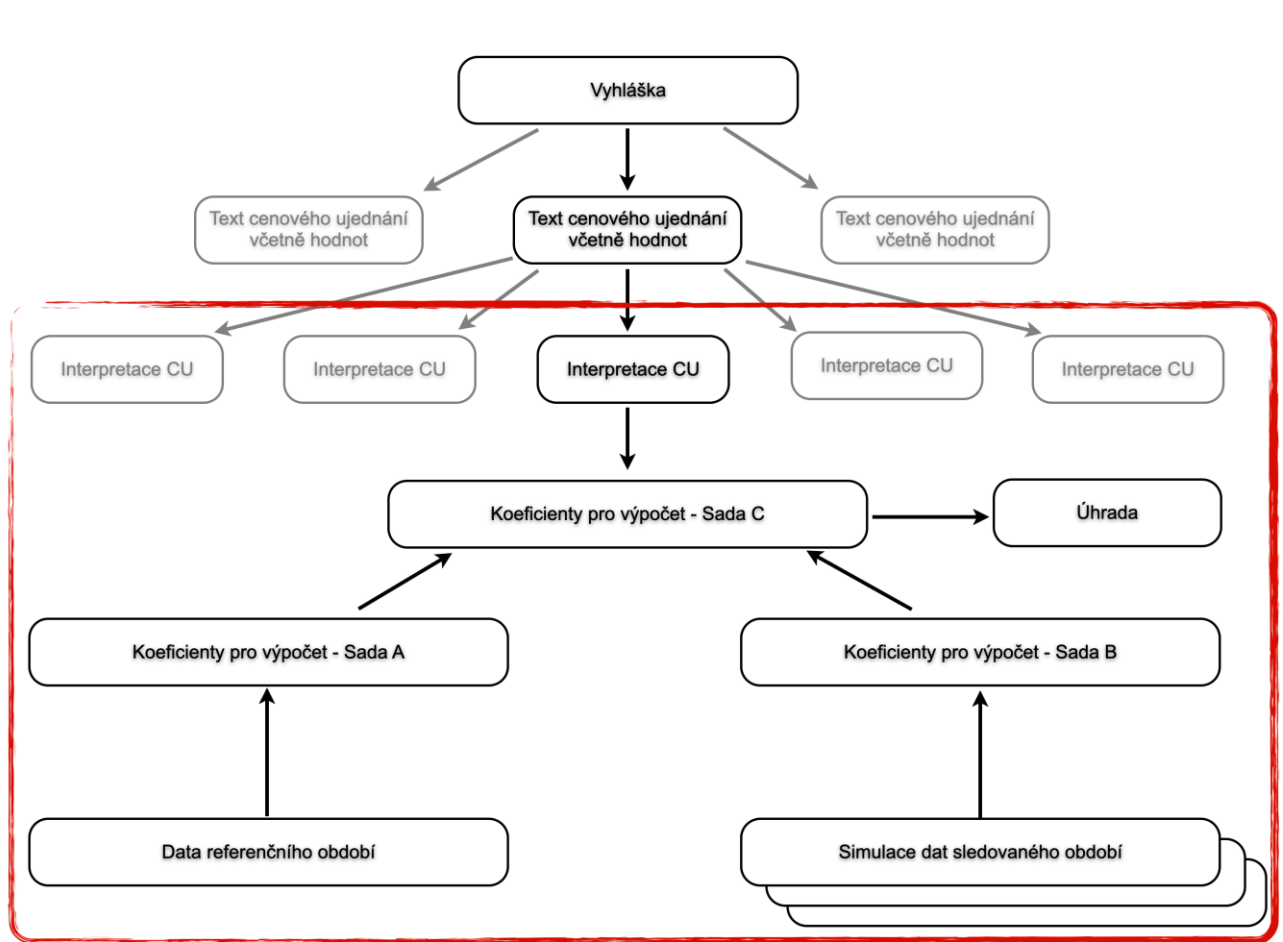 Vyhláška
Text cenového ujednání
včetně hodnot
Text cenového ujednání
včetně hodnot
Text cenového ujednání
včetně hodnot
Interpretace CU
Interpretace CU
Interpretace CU
Interpretace CU
Interpretace CU
Koeficienty pro výpočet - Sada C
Úhrada
Koeficienty pro výpočet - Sada A
Koeficienty pro výpočet - Sada B
Data referenčního období
Simulace dat sledovaného období